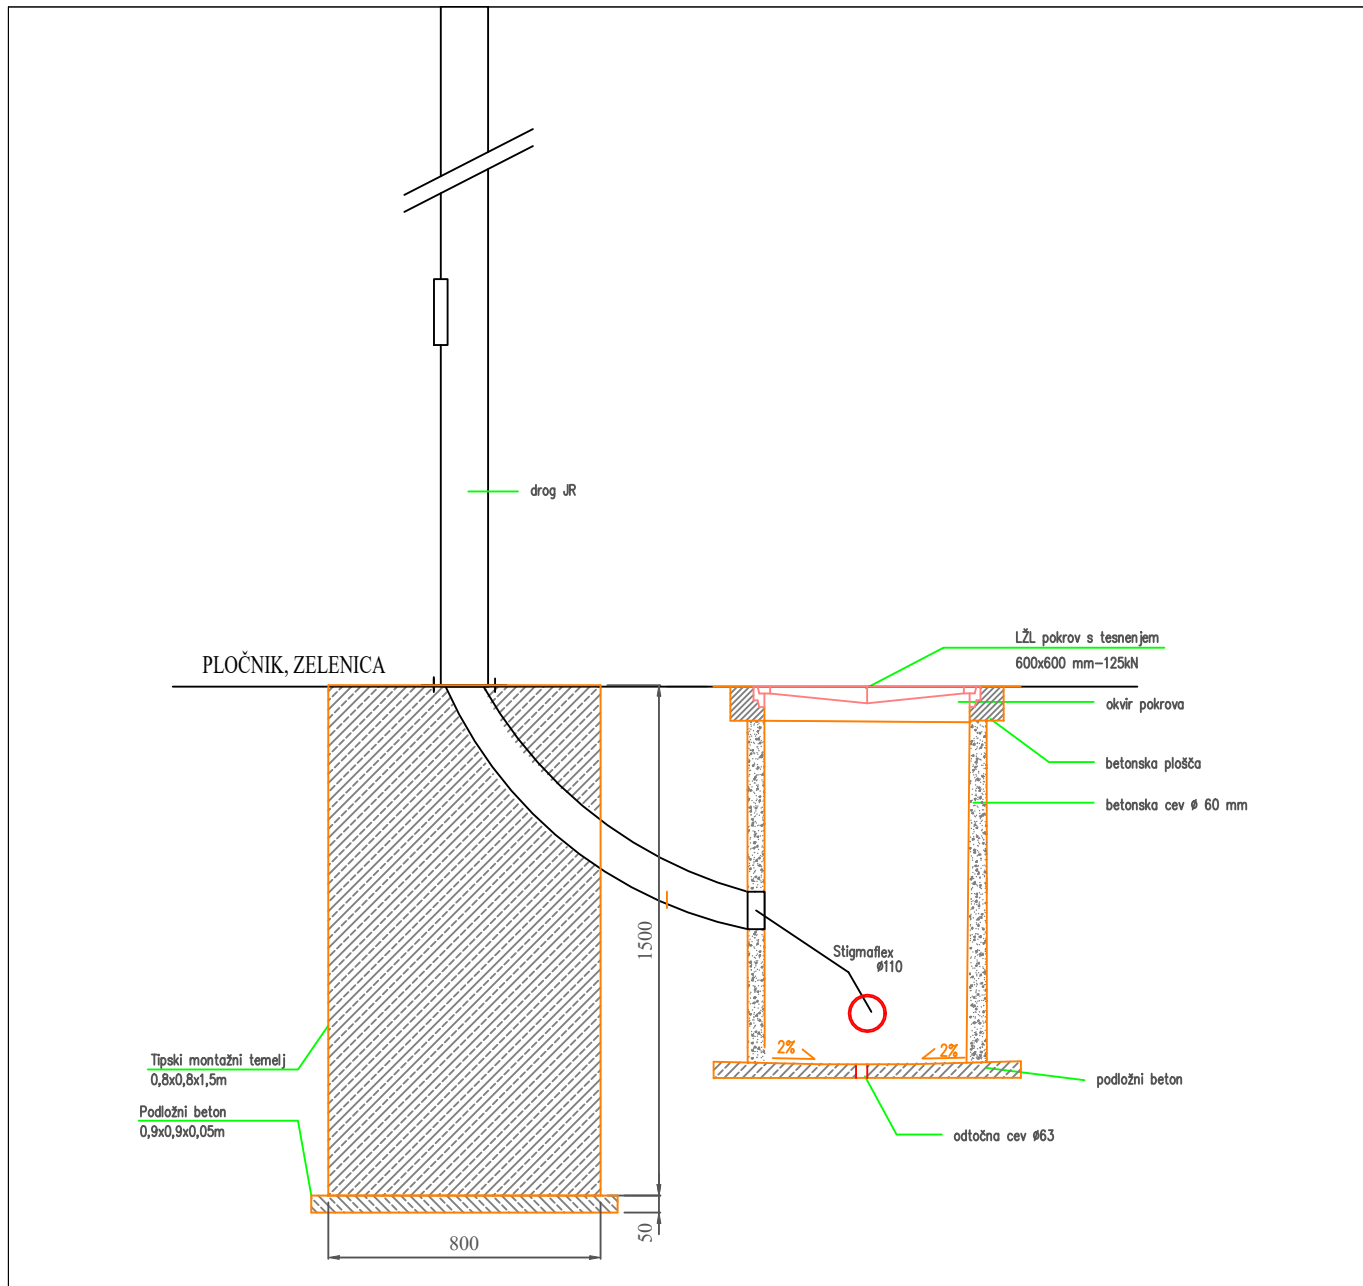 drog JR
PLOČNIK, ZELENICA
LŽL pokrov s tesnenjem
600x600 mm-125kN
okvir pokrova
betonska plošča
betonska cev ø 60 mm
1500
Stigmaflex
ø110
2%
2%
Tipski montažni temelj
0,8x0,8x1,5m
podložni beton
Podložni beton
0,9x0,9x0,05m
odtočna cev ø63
50
800